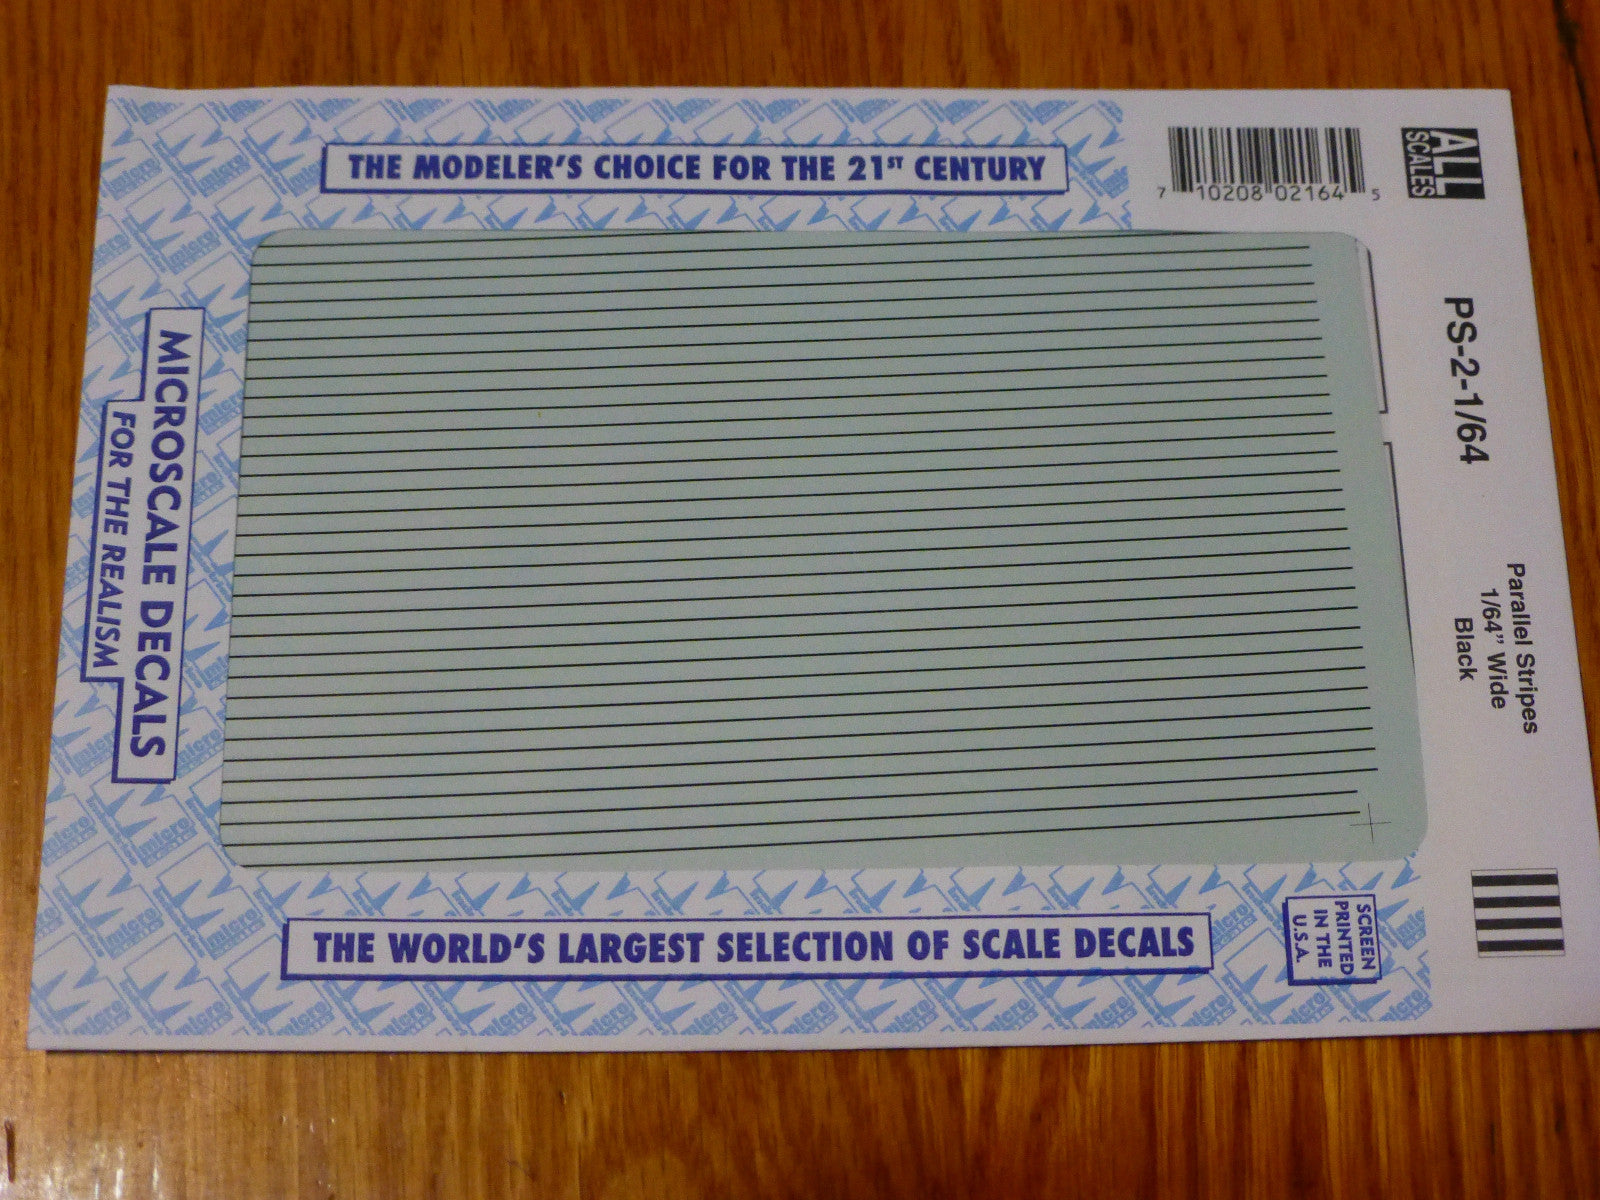 THE MODELER'S CHOICE FOR THE 21ST CENTURY
7 10208 02164 5
ALL
SCALES
PS-2-1/64
Parallel Stripes
1/64” Wide
Black
MICROSCALE DECALS
FOR THE REALISM
THE WORLD'S LARGEST SELECTION OF SCALE DECALS
SCREEN
PRINTED
IN THE
U.S.A.
micro